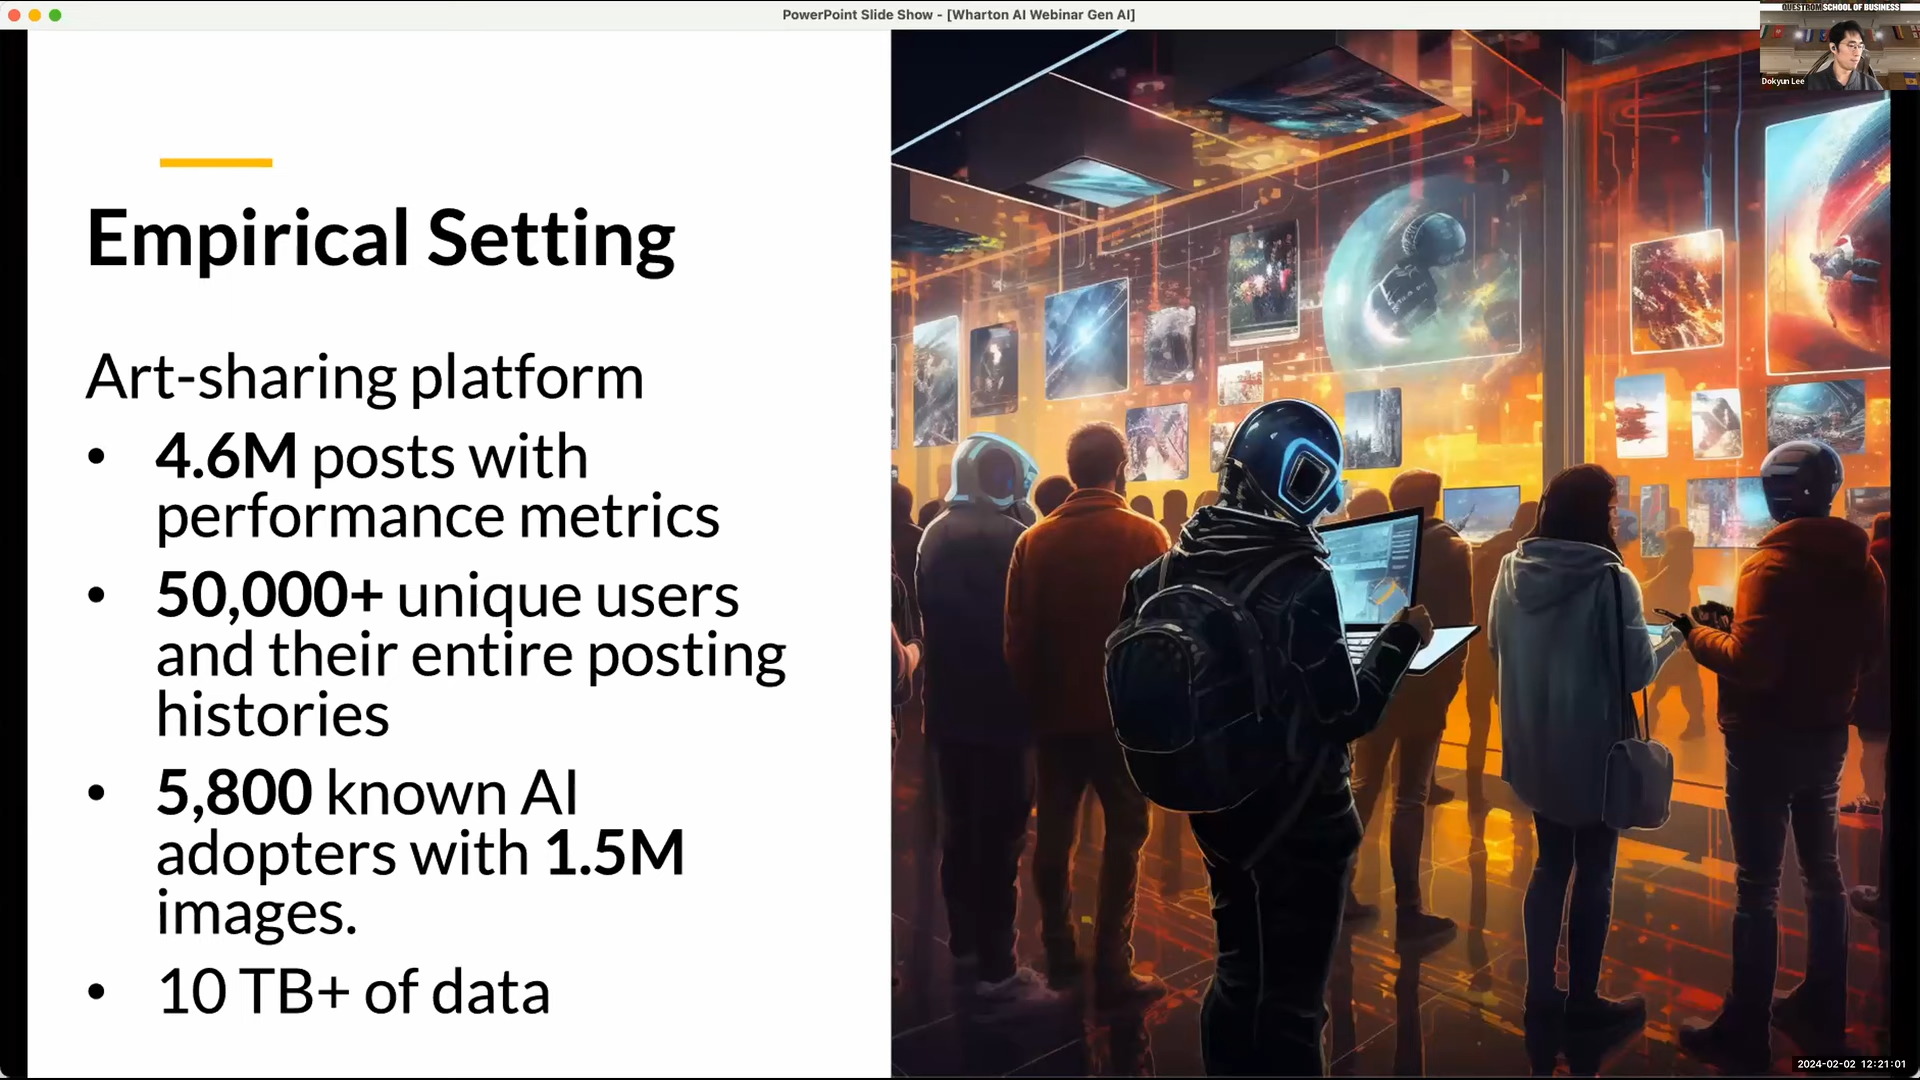 PowerPoint Slide Show - [Wharton AI Webinar Gen AI]
QUESTROM SCHOOL OF BUSINESS
Dokyun Lee
Empirical Setting
Art-sharing platform
• 4.6M posts with
performance metrics
• 50,000+ unique users
and their entire posting
histories
• 5,800 known AI
adopters with 1.5M
images.
• 10 TB+ of data
2024-02-02 12:21:01